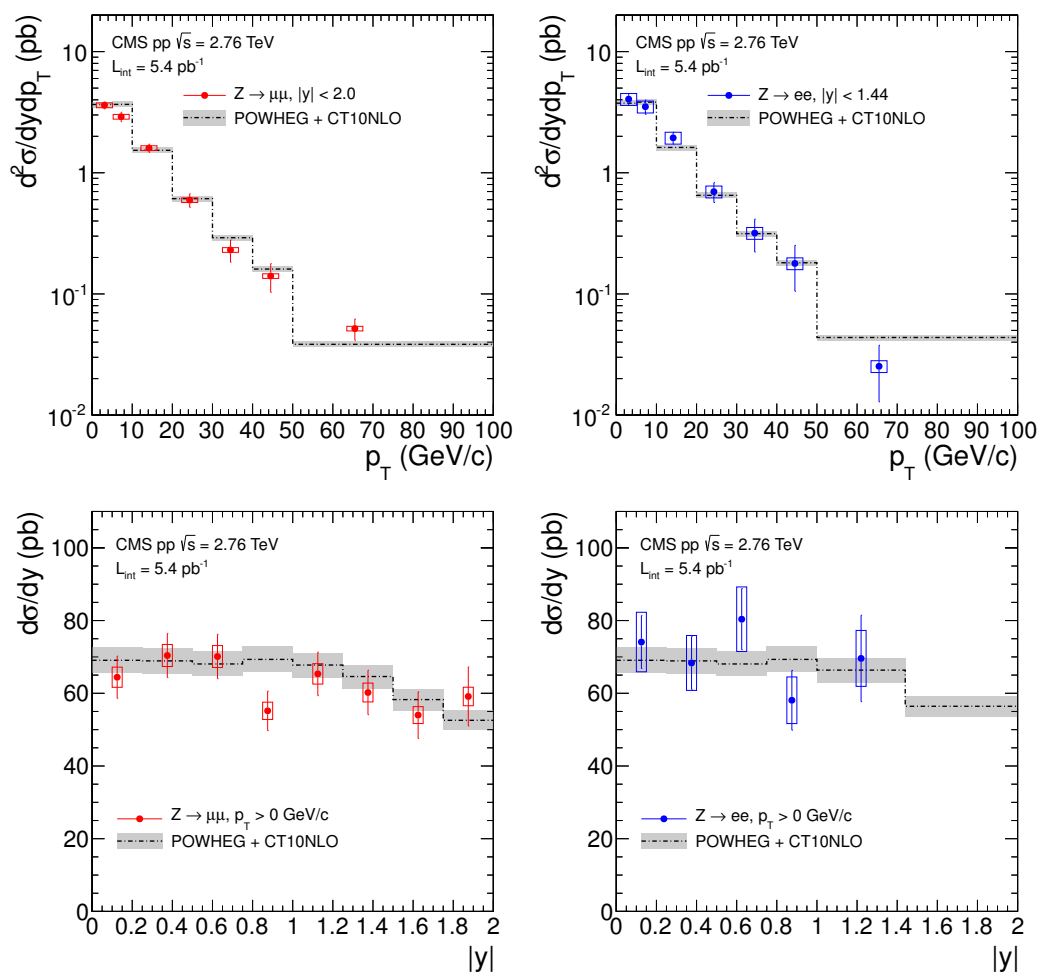 d²σ/dydp_T (pb)
10
1
10⁻¹
10⁻²
CMS pp √s = 2.76 TeV
L_int = 5.4 pb⁻¹
Z → μμ, |y| < 2.0
POWHEG + CT10NLO
0 10 20 30 40 50 60 70 80 90 100
p_T (GeV/c)
d²σ/dydp_T (pb)
10
1
10⁻¹
10⁻²
CMS pp √s = 2.76 TeV
L_int = 5.4 pb⁻¹
Z → ee, |y| < 1.44
POWHEG + CT10NLO
0 10 20 30 40 50 60 70 80 90 100
p_T (GeV/c)
dσ/dy (pb)
100
80
60
40
20
0
CMS pp √s = 2.76 TeV
L_int = 5.4 pb⁻¹
Z → μμ, p_T > 0 GeV/c
POWHEG + CT10NLO
0 0.2 0.4 0.6 0.8 1 1.2 1.4 1.6 1.8 2
|y|
dσ/dy (pb)
100
80
60
40
20
0
CMS pp √s = 2.76 TeV
L_int = 5.4 pb⁻¹
Z → ee, p_T > 0 GeV/c
POWHEG + CT10NLO
0 0.2 0.4 0.6 0.8 1 1.2 1.4 1.6 1.8 2
|y|